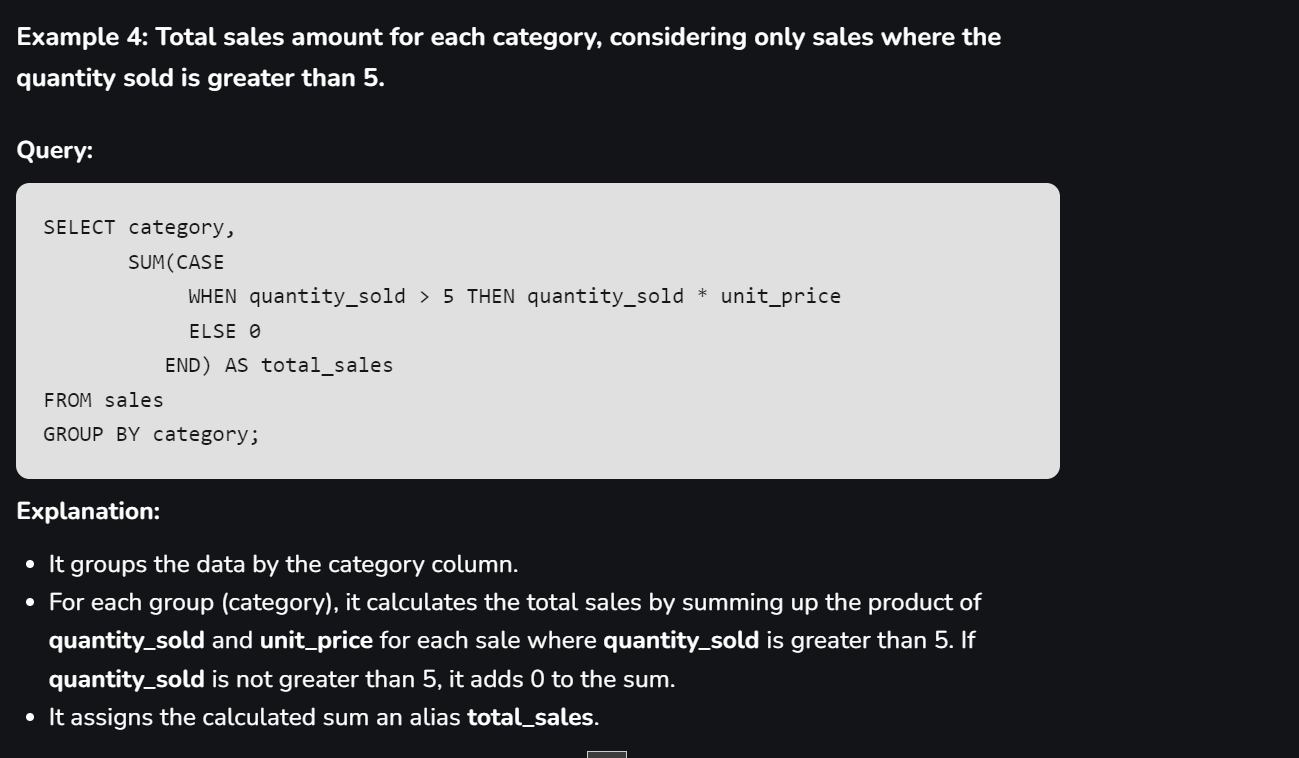 Example 4: Total sales amount for each category, considering only sales where the
quantity sold is greater than 5.
Query:
SELECT category,
       SUM(CASE
            WHEN quantity_sold > 5 THEN quantity_sold * unit_price
            ELSE 0
          END) AS total_sales
FROM sales
GROUP BY category;
Explanation:
• It groups the data by the category column.
• For each group (category), it calculates the total sales by summing up the product of
quantity_sold and unit_price for each sale where quantity_sold is greater than 5. If
quantity_sold is not greater than 5, it adds 0 to the sum.
• It assigns the calculated sum an alias total_sales.